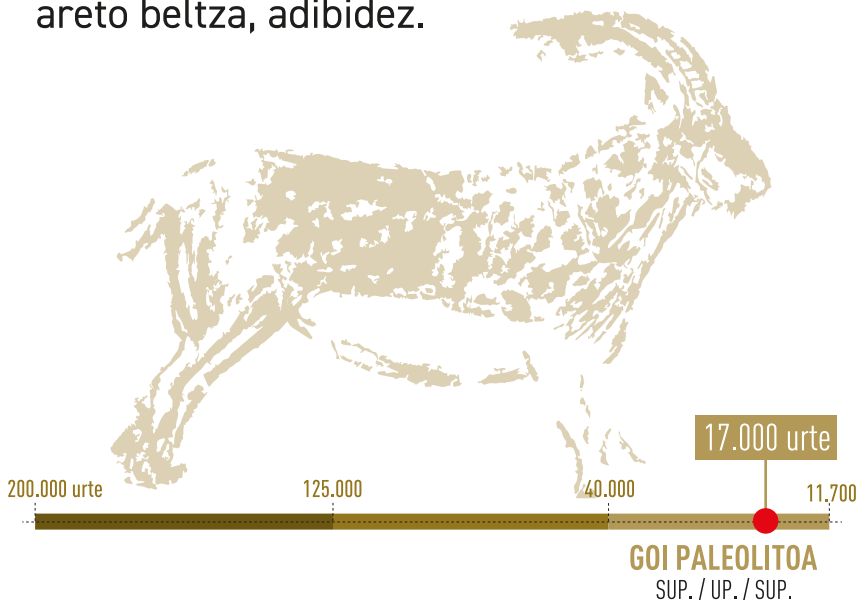 areto beltza, adibidez.
17.000 urte
200.000 urte
125.000
40.000
11.700
GOI PALEOLITOA
SUP. / UP. / SUP.